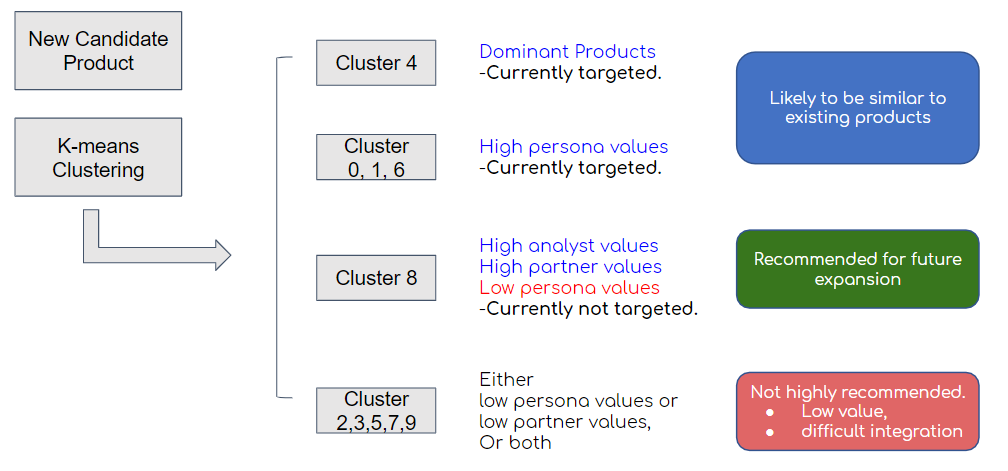 New Candidate
Product
K-means
Clustering
Cluster 4
Dominant Products
-Currently targeted.
Likely to be similar to
existing products
Cluster
0, 1, 6
High persona values
-Currently targeted.
Cluster 8
High analyst values
High partner values
Low persona values
-Currently not targeted.
Recommended for future
expansion
Cluster
2,3,5,7,9
Either
low persona values or
low partner values,
Or both
Not highly recommended.
● Low value,
● difficult integration